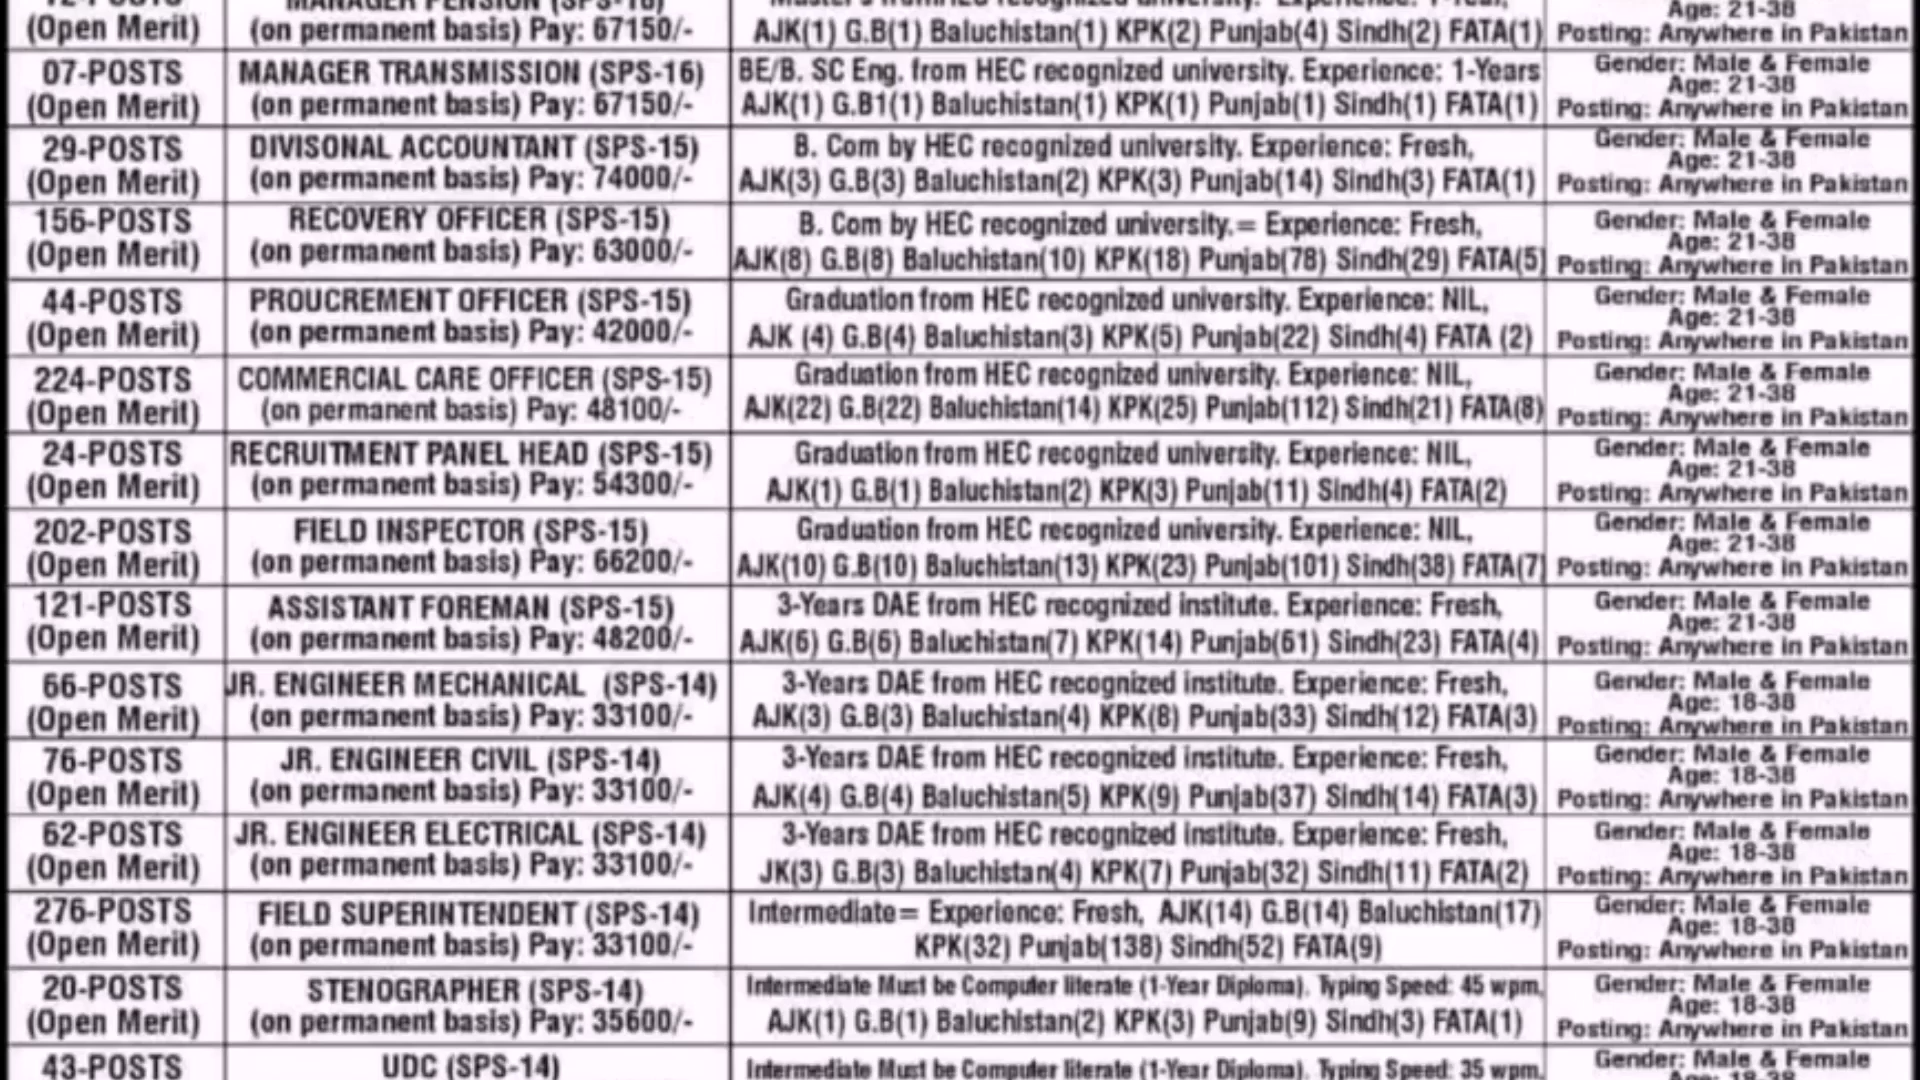 (Open Merit)
(on permanent basis) Pay: 67150/-
AJK(1) G.B(1) Baluchistan(1) KPK(2) Punjab(4) Sindh(2) FATA(1)
Age: 21-38
Posting: Anywhere in Pakistan
07-POSTS
(Open Merit)
MANAGER TRANSMISSION (SPS-16)
(on permanent basis) Pay: 67150/-
BE/B. SC Eng. from HEC recognized university. Experience: 1-Years
AJK(1) G.B1(1) Baluchistan(1) KPK(1) Punjab(1) Sindh(1) FATA(1)
Gender: Male & Female
Age: 21-38
Posting: Anywhere in Pakistan
29-POSTS
(Open Merit)
DIVISONAL ACCOUNTANT (SPS-15)
(on permanent basis) Pay: 74000/-
B. Com by HEC recognized university. Experience: Fresh,
AJK(3) G.B(3) Baluchistan(2) KPK(3) Punjab(14) Sindh(3) FATA(1)
Gender: Male & Female
Age: 21-38
Posting: Anywhere in Pakistan
156-POSTS
(Open Merit)
RECOVERY OFFICER (SPS-15)
(on permanent basis) Pay: 63000/-
B. Com by HEC recognized university.= Experience: Fresh,
AJK(8) G.B(8) Baluchistan(10) KPK(18) Punjab(78) Sindh(29) FATA(5)
Gender: Male & Female
Age: 21-38
Posting: Anywhere in Pakistan
44-POSTS
(Open Merit)
PROUCREMENT OFFICER (SPS-15)
(on permanent basis) Pay: 42000/-
Graduation from HEC recognized university. Experience: NIL,
AJK (4) G.B(4) Baluchistan(3) KPK(5) Punjab(22) Sindh(4) FATA (2)
Gender: Male & Female
Age: 21-38
Posting: Anywhere in Pakistan
224-POSTS
(Open Merit)
COMMERCIAL CARE OFFICER (SPS-15)
(on permanent basis) Pay: 48100/-
Graduation from HEC recognized university. Experience: NIL,
AJK(22) G.B(22) Baluchistan(14) KPK(25) Punjab(112) Sindh(21) FATA(8)
Gender: Male & Female
Age: 21-38
Posting: Anywhere in Pakistan
24-POSTS
(Open Merit)
RECRUITMENT PANEL HEAD (SPS-15)
(on permanent basis) Pay: 54300/-
Graduation from HEC recognized university. Experience: NIL,
AJK(1) G.B(1) Baluchistan(2) KPK(3) Punjab(11) Sindh(4) FATA(2)
Gender: Male & Female
Age: 21-38
Posting: Anywhere in Pakistan
202-POSTS
(Open Merit)
FIELD INSPECTOR (SPS-15)
(on permanent basis) Pay: 66200/-
Graduation from HEC recognized university. Experience: NIL,
AJK(10) G.B(10) Baluchistan(13) KPK(23) Punjab(101) Sindh(38) FATA(7)
Gender: Male & Female
Age: 21-38
Posting: Anywhere in Pakistan
121-POSTS
(Open Merit)
ASSISTANT FOREMAN (SPS-15)
(on permanent basis) Pay: 48200/-
3-Years DAE from HEC recognized institute. Experience: Fresh,
AJK(6) G.B(6) Baluchistan(7) KPK(14) Punjab(61) Sindh(23) FATA(4)
Gender: Male & Female
Age: 21-38
Posting: Anywhere in Pakistan
66-POSTS
(Open Merit)
JR. ENGINEER MECHANICAL (SPS-14)
(on permanent basis) Pay: 33100/-
3-Years DAE from HEC recognized institute. Experience: Fresh,
AJK(3) G.B(3) Baluchistan(4) KPK(8) Punjab(33) Sindh(12) FATA(3)
Gender: Male & Female
Age: 18-38
Posting: Anywhere in Pakistan
76-POSTS
(Open Merit)
JR. ENGINEER CIVIL (SPS-14)
(on permanent basis) Pay: 33100/-
3-Years DAE from HEC recognized institute. Experience: Fresh,
AJK(4) G.B(4) Baluchistan(5) KPK(9) Punjab(37) Sindh(14) FATA(3)
Gender: Male & Female
Age: 18-38
Posting: Anywhere in Pakistan
62-POSTS
(Open Merit)
JR. ENGINEER ELECTRICAL (SPS-14)
(on permanent basis) Pay: 33100/-
3-Years DAE from HEC recognized institute. Experience: Fresh,
JK(3) G.B(3) Baluchistan(4) KPK(7) Punjab(32) Sindh(11) FATA(2)
Gender: Male & Female
Age: 18-38
Posting: Anywhere in Pakistan
276-POSTS
(Open Merit)
FIELD SUPERINTENDENT (SPS-14)
(on permanent basis) Pay: 33100/-
Intermediate= Experience: Fresh, AJK(14) G.B(14) Baluchistan(17)
KPK(32) Punjab(138) Sindh(52) FATA(9)
Gender: Male & Female
Age: 18-38
Posting: Anywhere in Pakistan
20-POSTS
(Open Merit)
STENOGRAPHER (SPS-14)
(on permanent basis) Pay: 35600/-
Intermediate Must be Computer literate (1-Year Diploma). Typing Speed: 45 wpm,
AJK(1) G.B(1) Baluchistan(2) KPK(3) Punjab(9) Sindh(3) FATA(1)
Gender: Male & Female
Age: 18-38
Posting: Anywhere in Pakistan
43-POSTS
UDC (SPS-14)
Intermediate Must be Computer literate (1-Year Diploma). Typing Speed: 35 wpm,
Gender: Male & Female